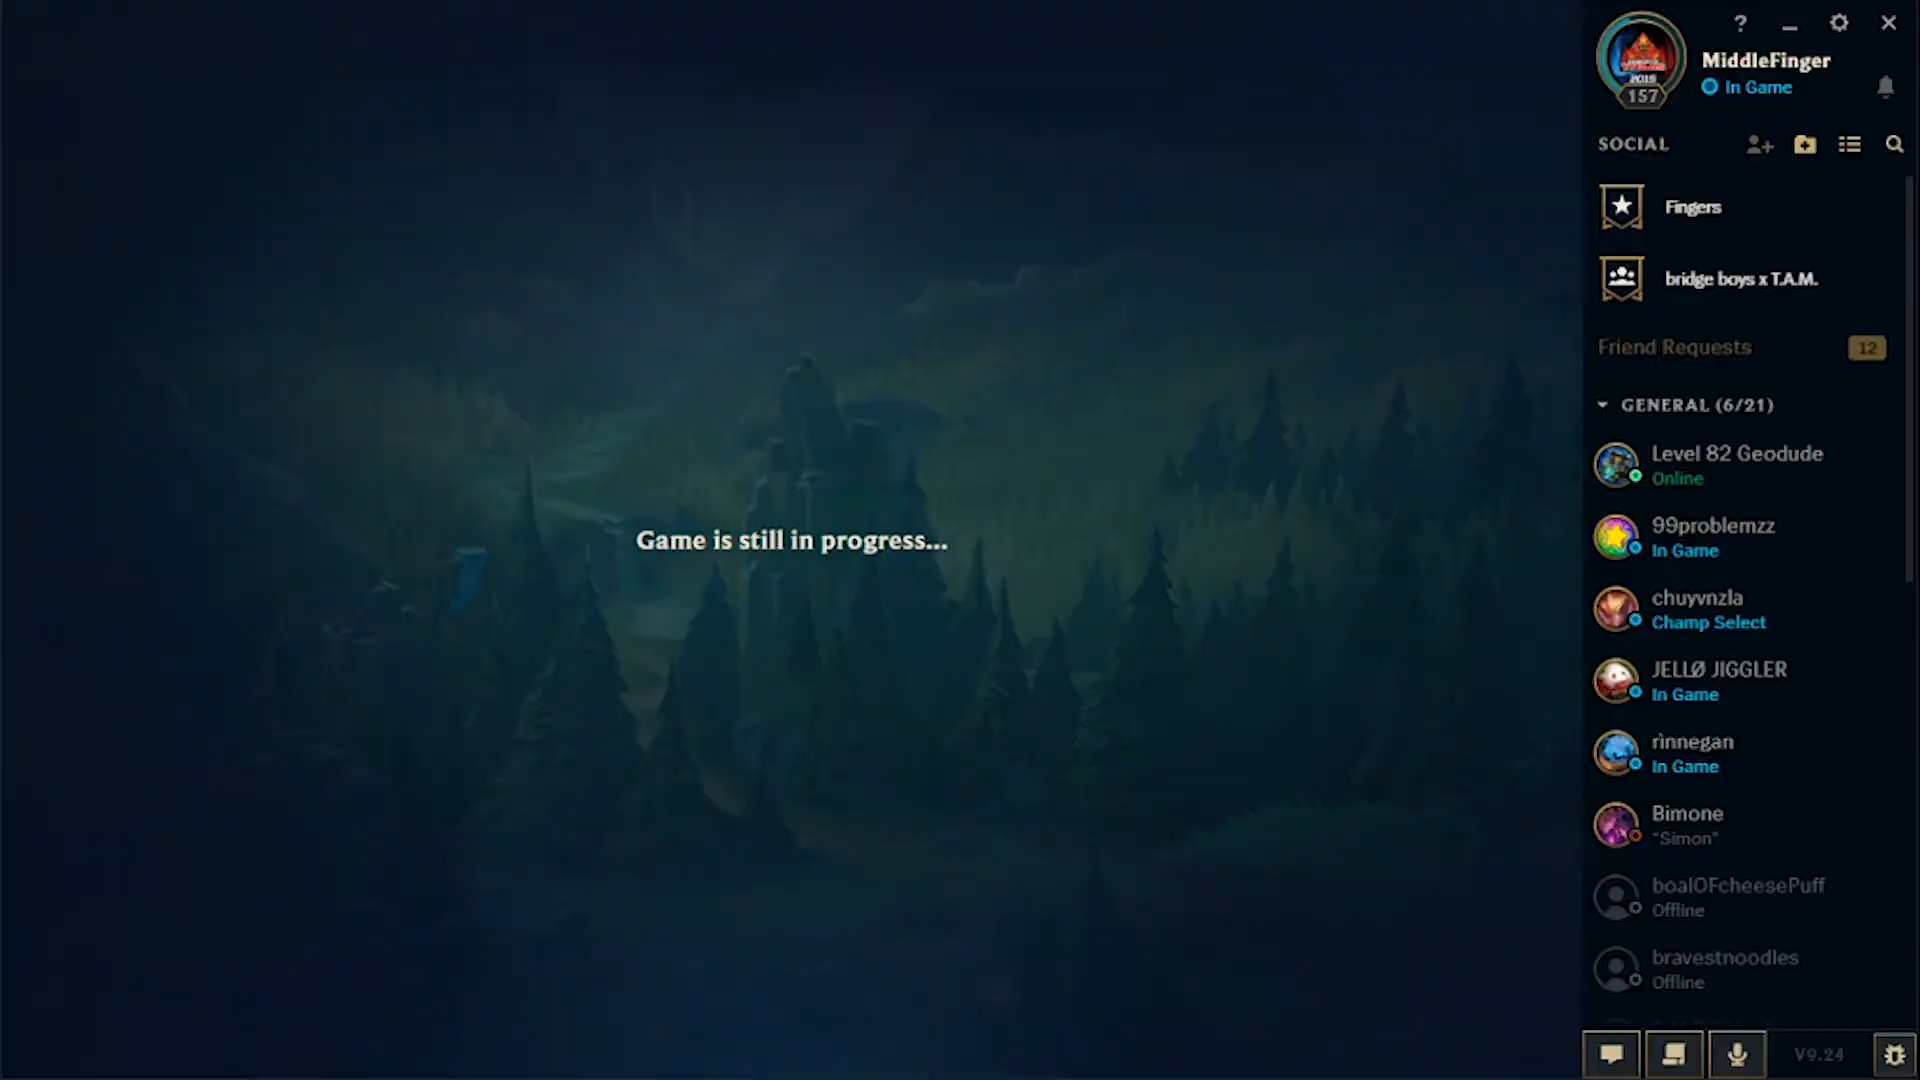 ?
MiddleFinger
In Game
2015
157
SOCIAL
Fingers
bridge boys x T.A.M.
Friend Requests
12
GENERAL (6/21)
Level 82 Geodude
Online
99problemzz
In Game
chuyvnzla
Champ Select
JELLØ JIGGLER
In Game
rìnnegan
In Game
Bimone
"Simon"
boalOFcheesePuff
Offline
bravestnoodles
Offline
Game is still in progress...
V9.24